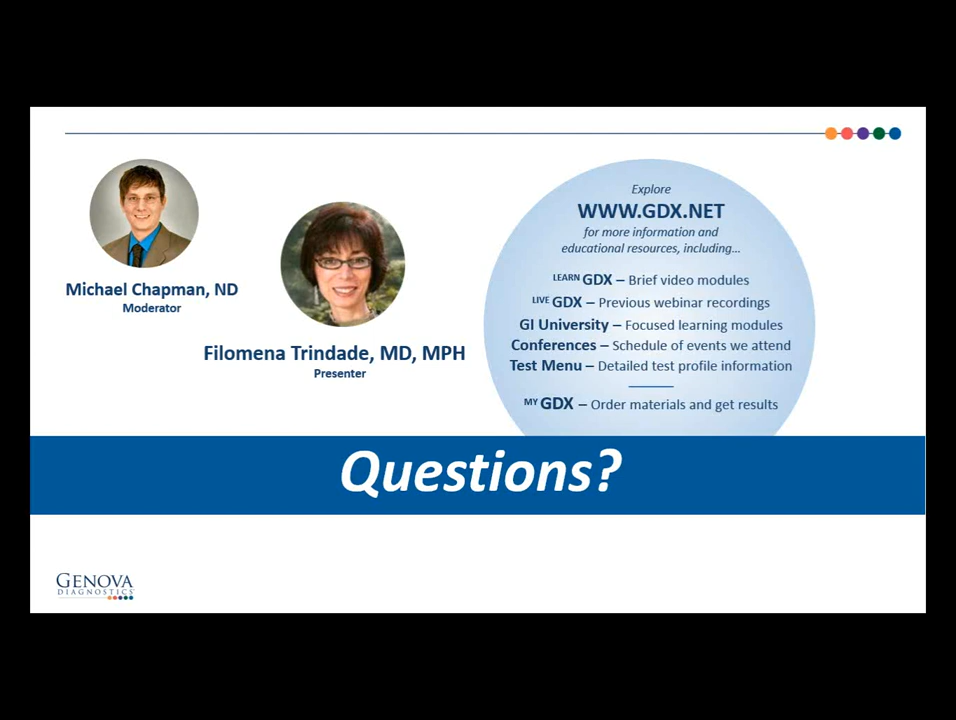 Michael Chapman, ND
Moderator
Filomena Trindade, MD, MPH
Presenter
Explore
WWW.GDX.NET
for more information and
educational resources, including...
LEARN GDX – Brief video modules
LIVE GDX – Previous webinar recordings
GI University – Focused learning modules
Conferences – Schedule of events we attend
Test Menu – Detailed test profile information
MY GDX – Order materials and get results
Questions?
GENOVA
DIAGNOSTICS